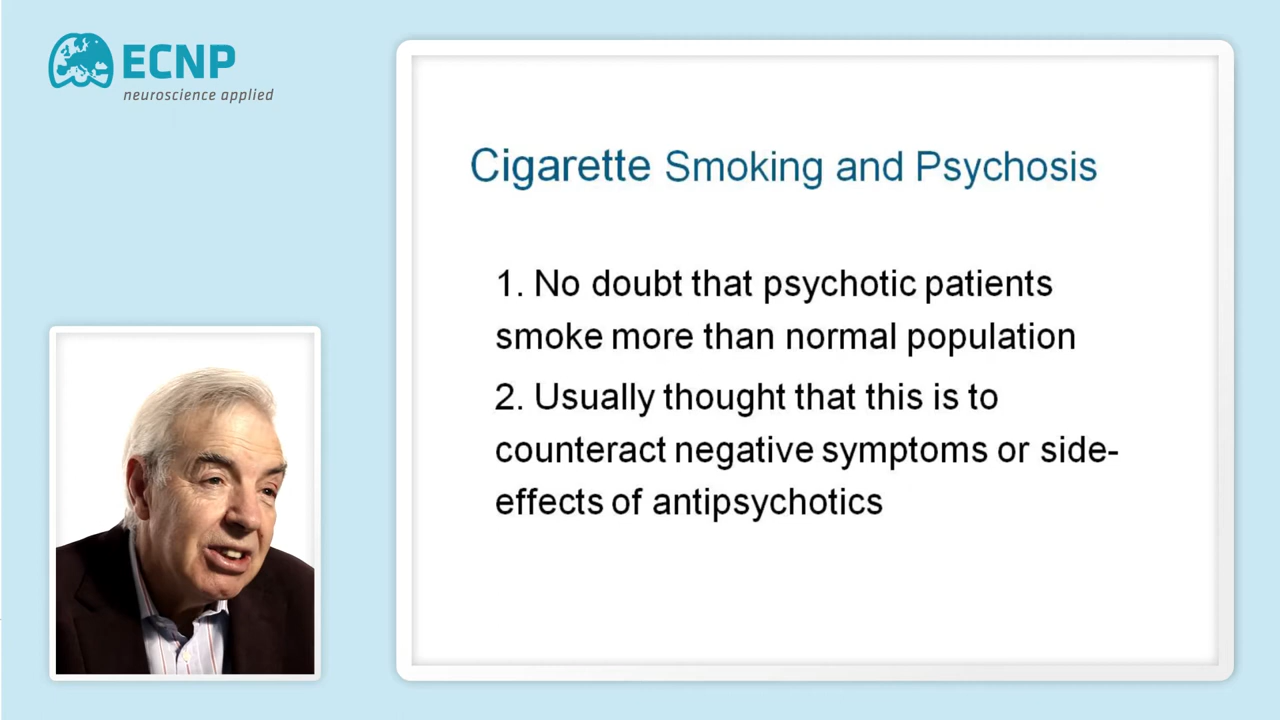 ECNP
neuroscience applied
Cigarette Smoking and Psychosis
1. No doubt that psychotic patients
smoke more than normal population
2. Usually thought that this is to
counteract negative symptoms or side-
effects of antipsychotics